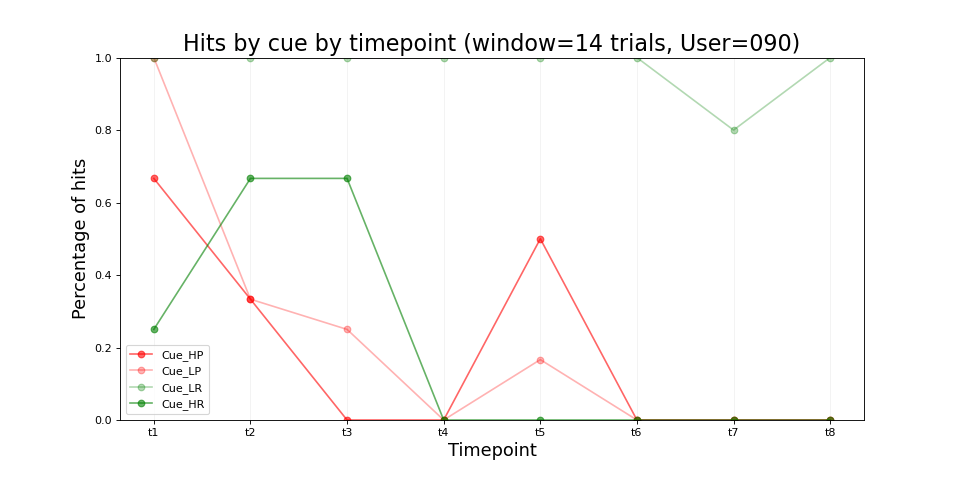 Hits by cue by timepoint (window=14 trials, User=090)
Percentage of hits
1.0
0.8
0.6
0.4
0.2
0.0
Cue_HP
Cue_LP
Cue_LR
Cue_HR
t1 t2 t3 t4 t5 t6 t7 t8
Timepoint